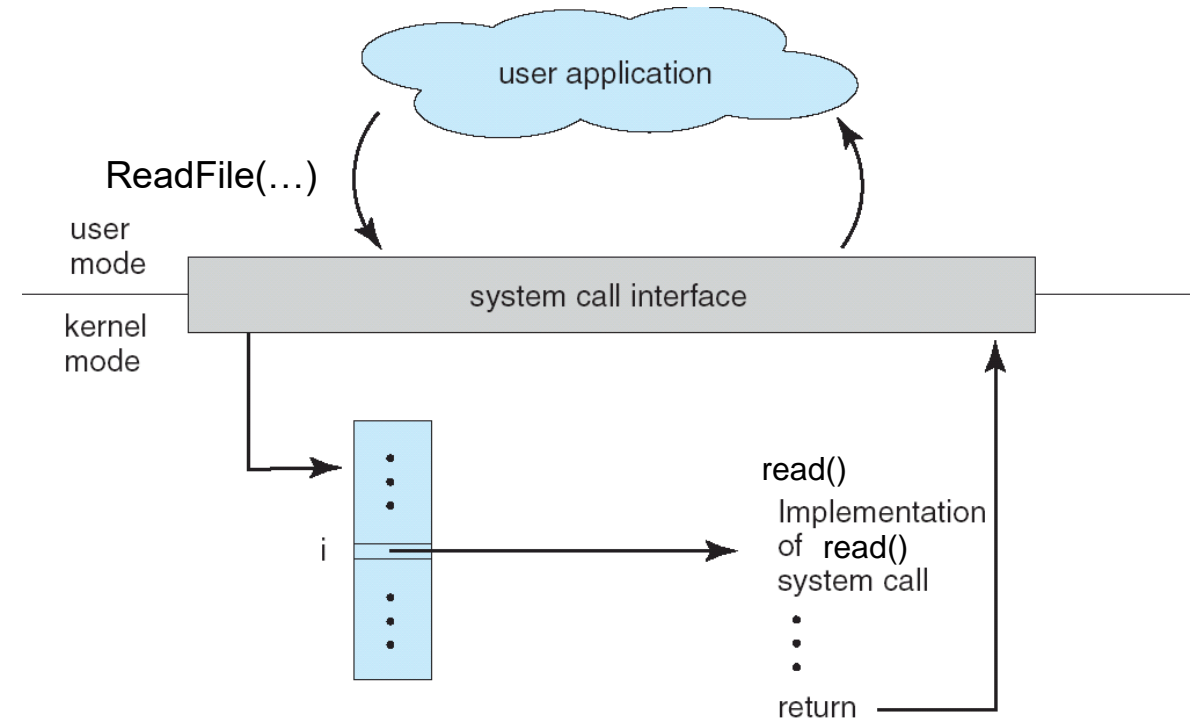 user application
ReadFile(…)
user
mode
system call interface
kernel
mode
read()
Implementation
i
of read()
system call
return